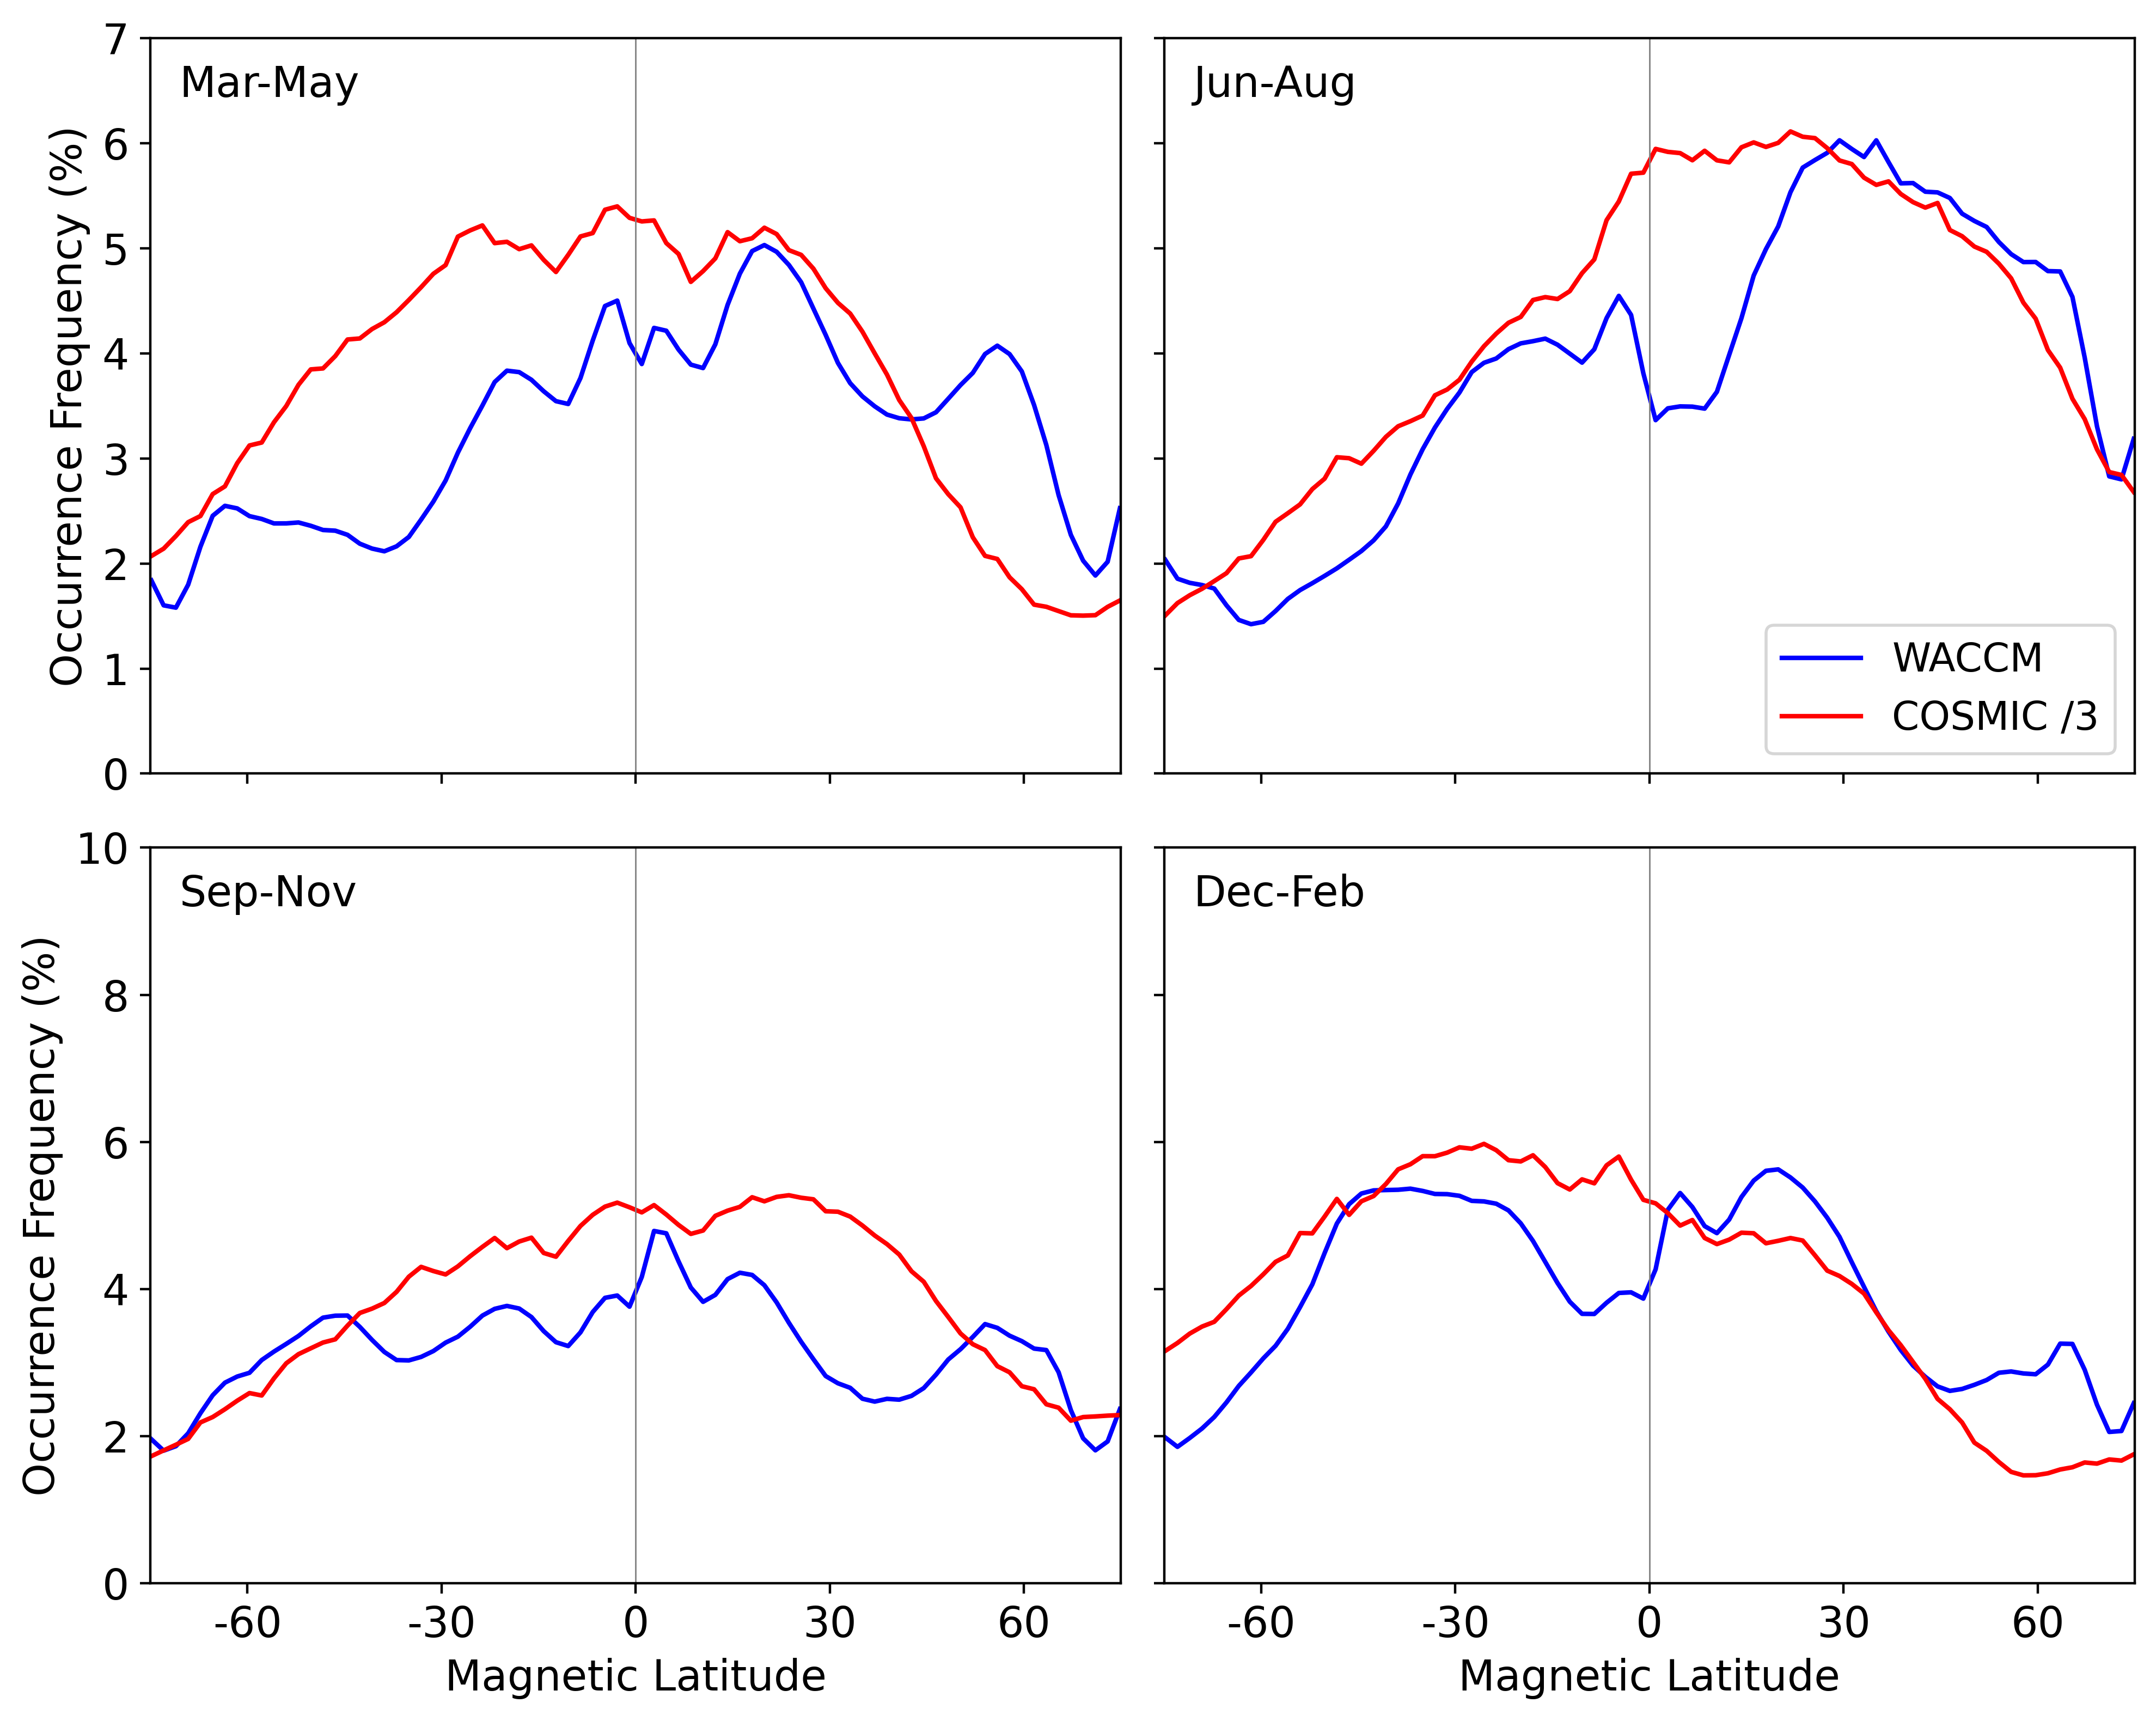 Mar-May
Jun-Aug
Occurrence Frequency (%)
7
6
5
4
3
2
1
0
WACCM
COSMIC /3
Sep-Nov
Dec-Feb
Occurrence Frequency (%)
10
8
6
4
2
0
-60 -30 0 30 60
-60 -30 0 30 60
Magnetic Latitude
Magnetic Latitude